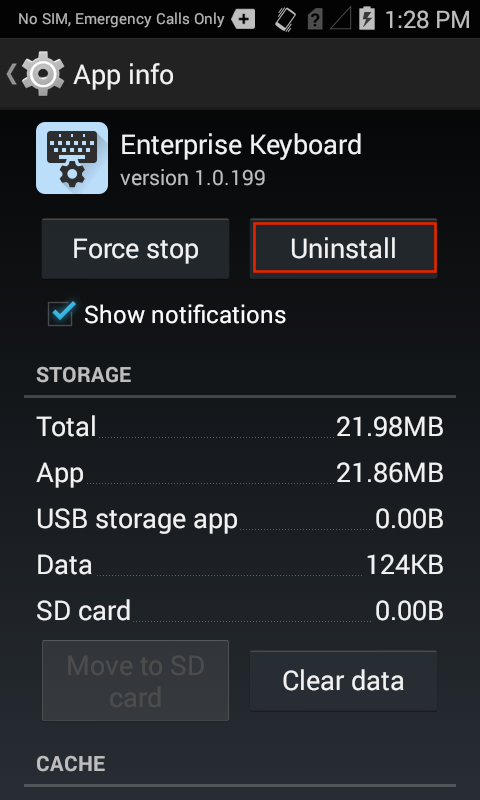 No SIM, Emergency Calls Only
1:28 PM
App info
Enterprise Keyboard
version 1.0.199
Force stop
Uninstall
Show notifications
STORAGE
Total 21.98MB
App 21.86MB
USB storage app 0.00B
Data 124KB
SD card 0.00B
Move to SD
card
Clear data
CACHE